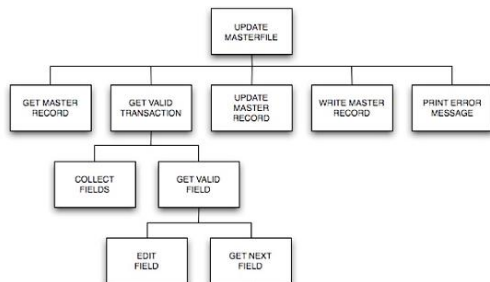 UPDATE
MASTERFILE
GET MASTER
RECORD
GET VALID
TRANSACTION
UPDATE
MASTER
RECORD
WRITE MASTER
RECORD
PRINT ERROR
MESSAGE
COLLECT
FIELDS
GET VALID
FIELD
EDIT
FIELD
GET NEXT
FIELD